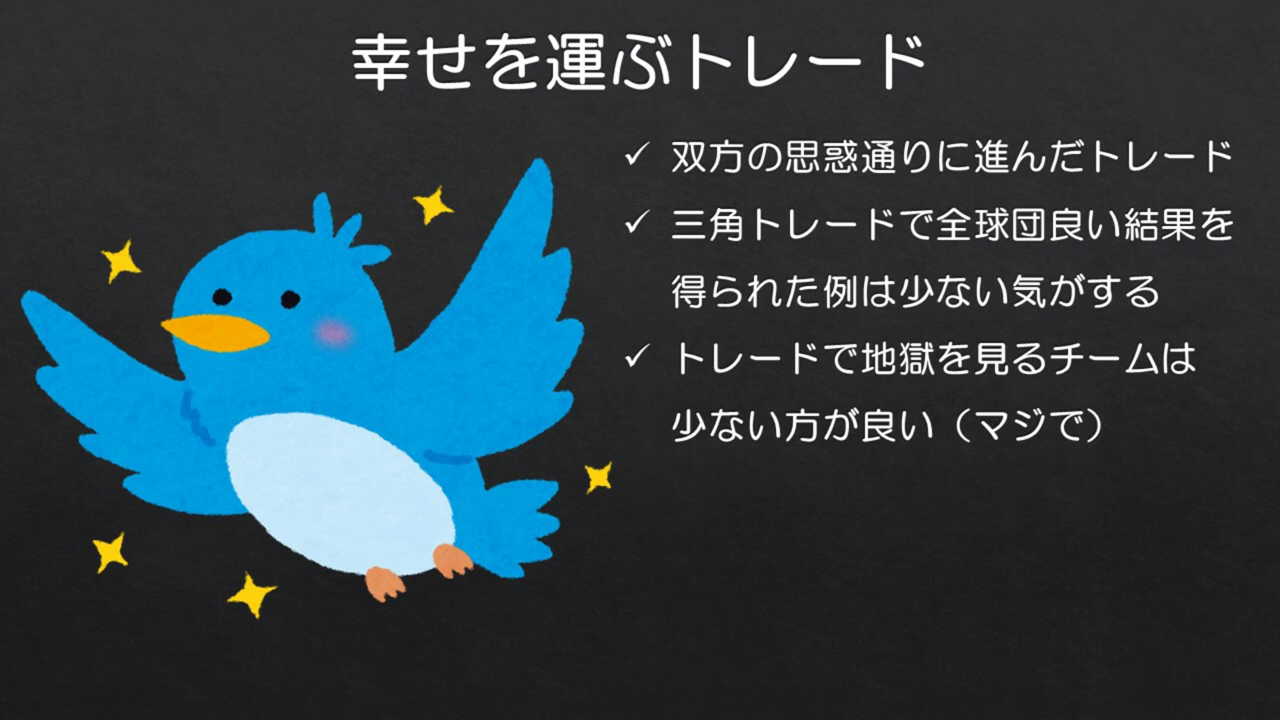 幸せを運ぶトレード
✓ 双方の思惑通りに進んだトレード
✓ 三角トレードで全球団良い結果を
得られた例は少ない気がする
✓ トレードで地獄を見るチームは
少ない方が良い（マジで）